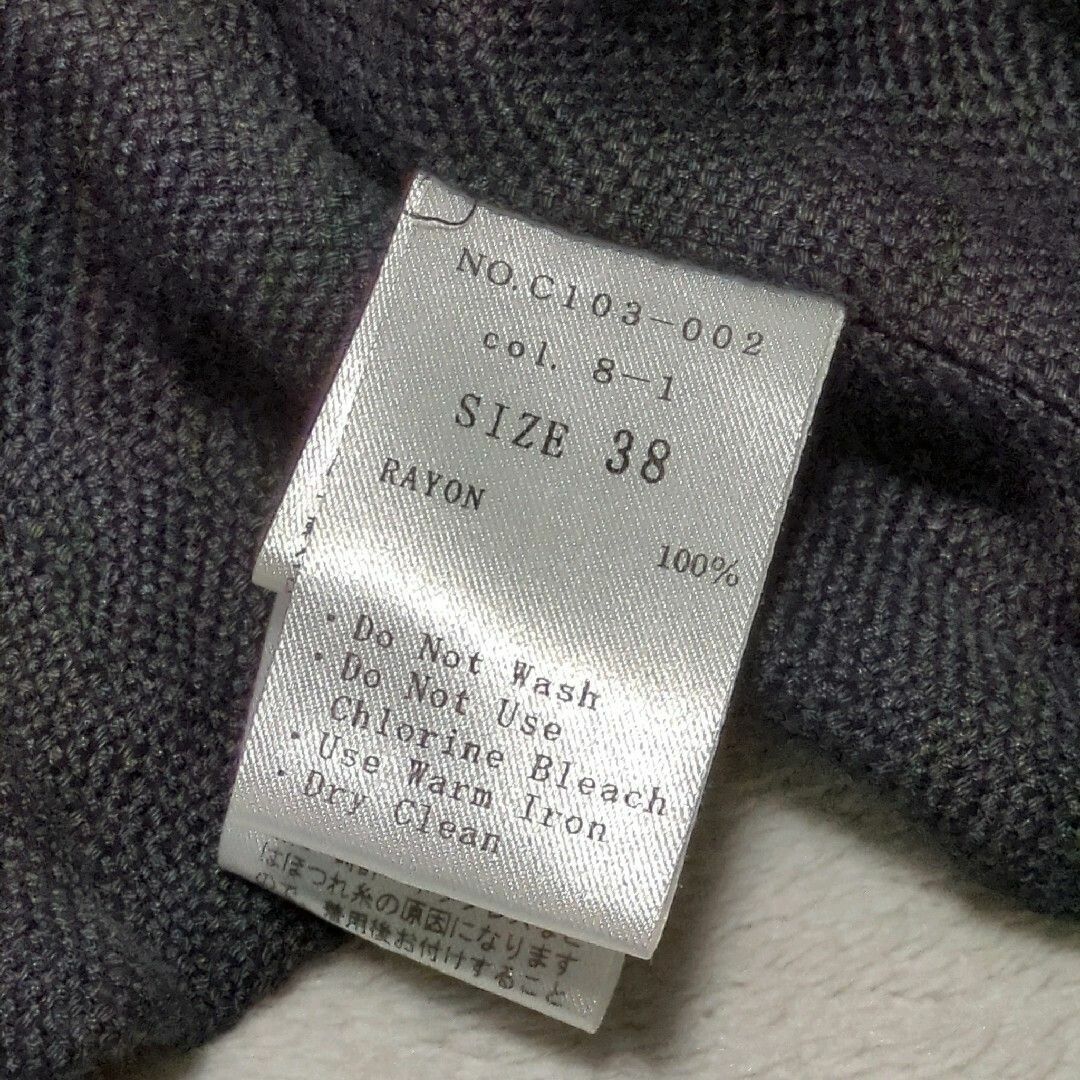 NO.C103-002
col. 8-1
SIZE 38
RAYON
100%
・Do Not Wash
・Do Not Use
Chlorine Bleach
・Use Warm Iron
・Dry Clean
はほつれ糸の原因になります
着用後お付けすること